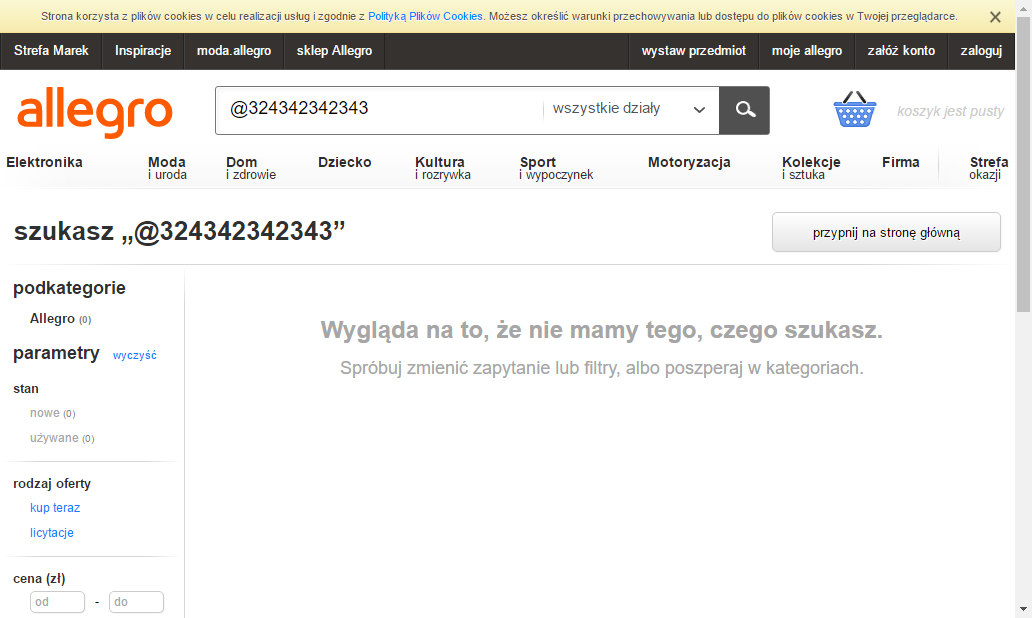 Strona korzysta z plików cookies w celu realizacji usług i zgodnie z Polityką Plików Cookies. Możesz określić warunki przechowywania lub dostępu do plików cookies w Twojej przeglądarce.
Strefa Marek Inspiracje moda.allegro sklep Allegro wystaw przedmiot moje allegro załóż konto zaloguj
allegro @324342342343 wszystkie działy koszyk jest pusty
Elektronika Moda Dom Dziecko Kultura Sport Motoryzacja Kolekcje Firma Strefa
i uroda i zdrowie i rozrywka i wypoczynek i sztuka okazji
szukasz „@324342342343” przypnij na stronę główną
podkategorie
Allegro (0)
parametry wyczyść
stan
nowe (0)
używane (0)
rodzaj oferty
kup teraz
licytacje
cena (zł)
od - do
Wygląda na to, że nie mamy tego, czego szukasz.
Spróbuj zmienić zapytanie lub filtry, albo poszperaj w kategoriach.